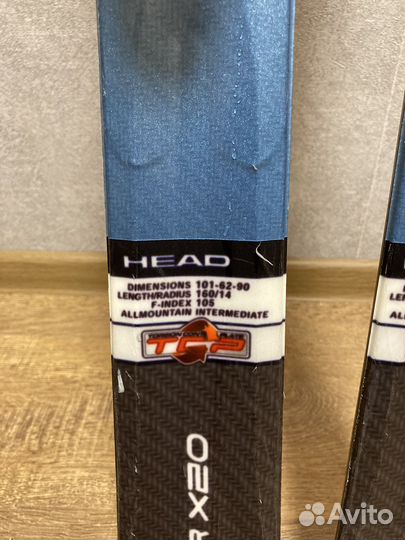 HEAD
DIMENSIONS 101-62-90
LENGTH/RADIUS 160/14
F-INDEX 105
ALLMOUNTAIN INTERMEDIATE
TCP
R X20
Avito